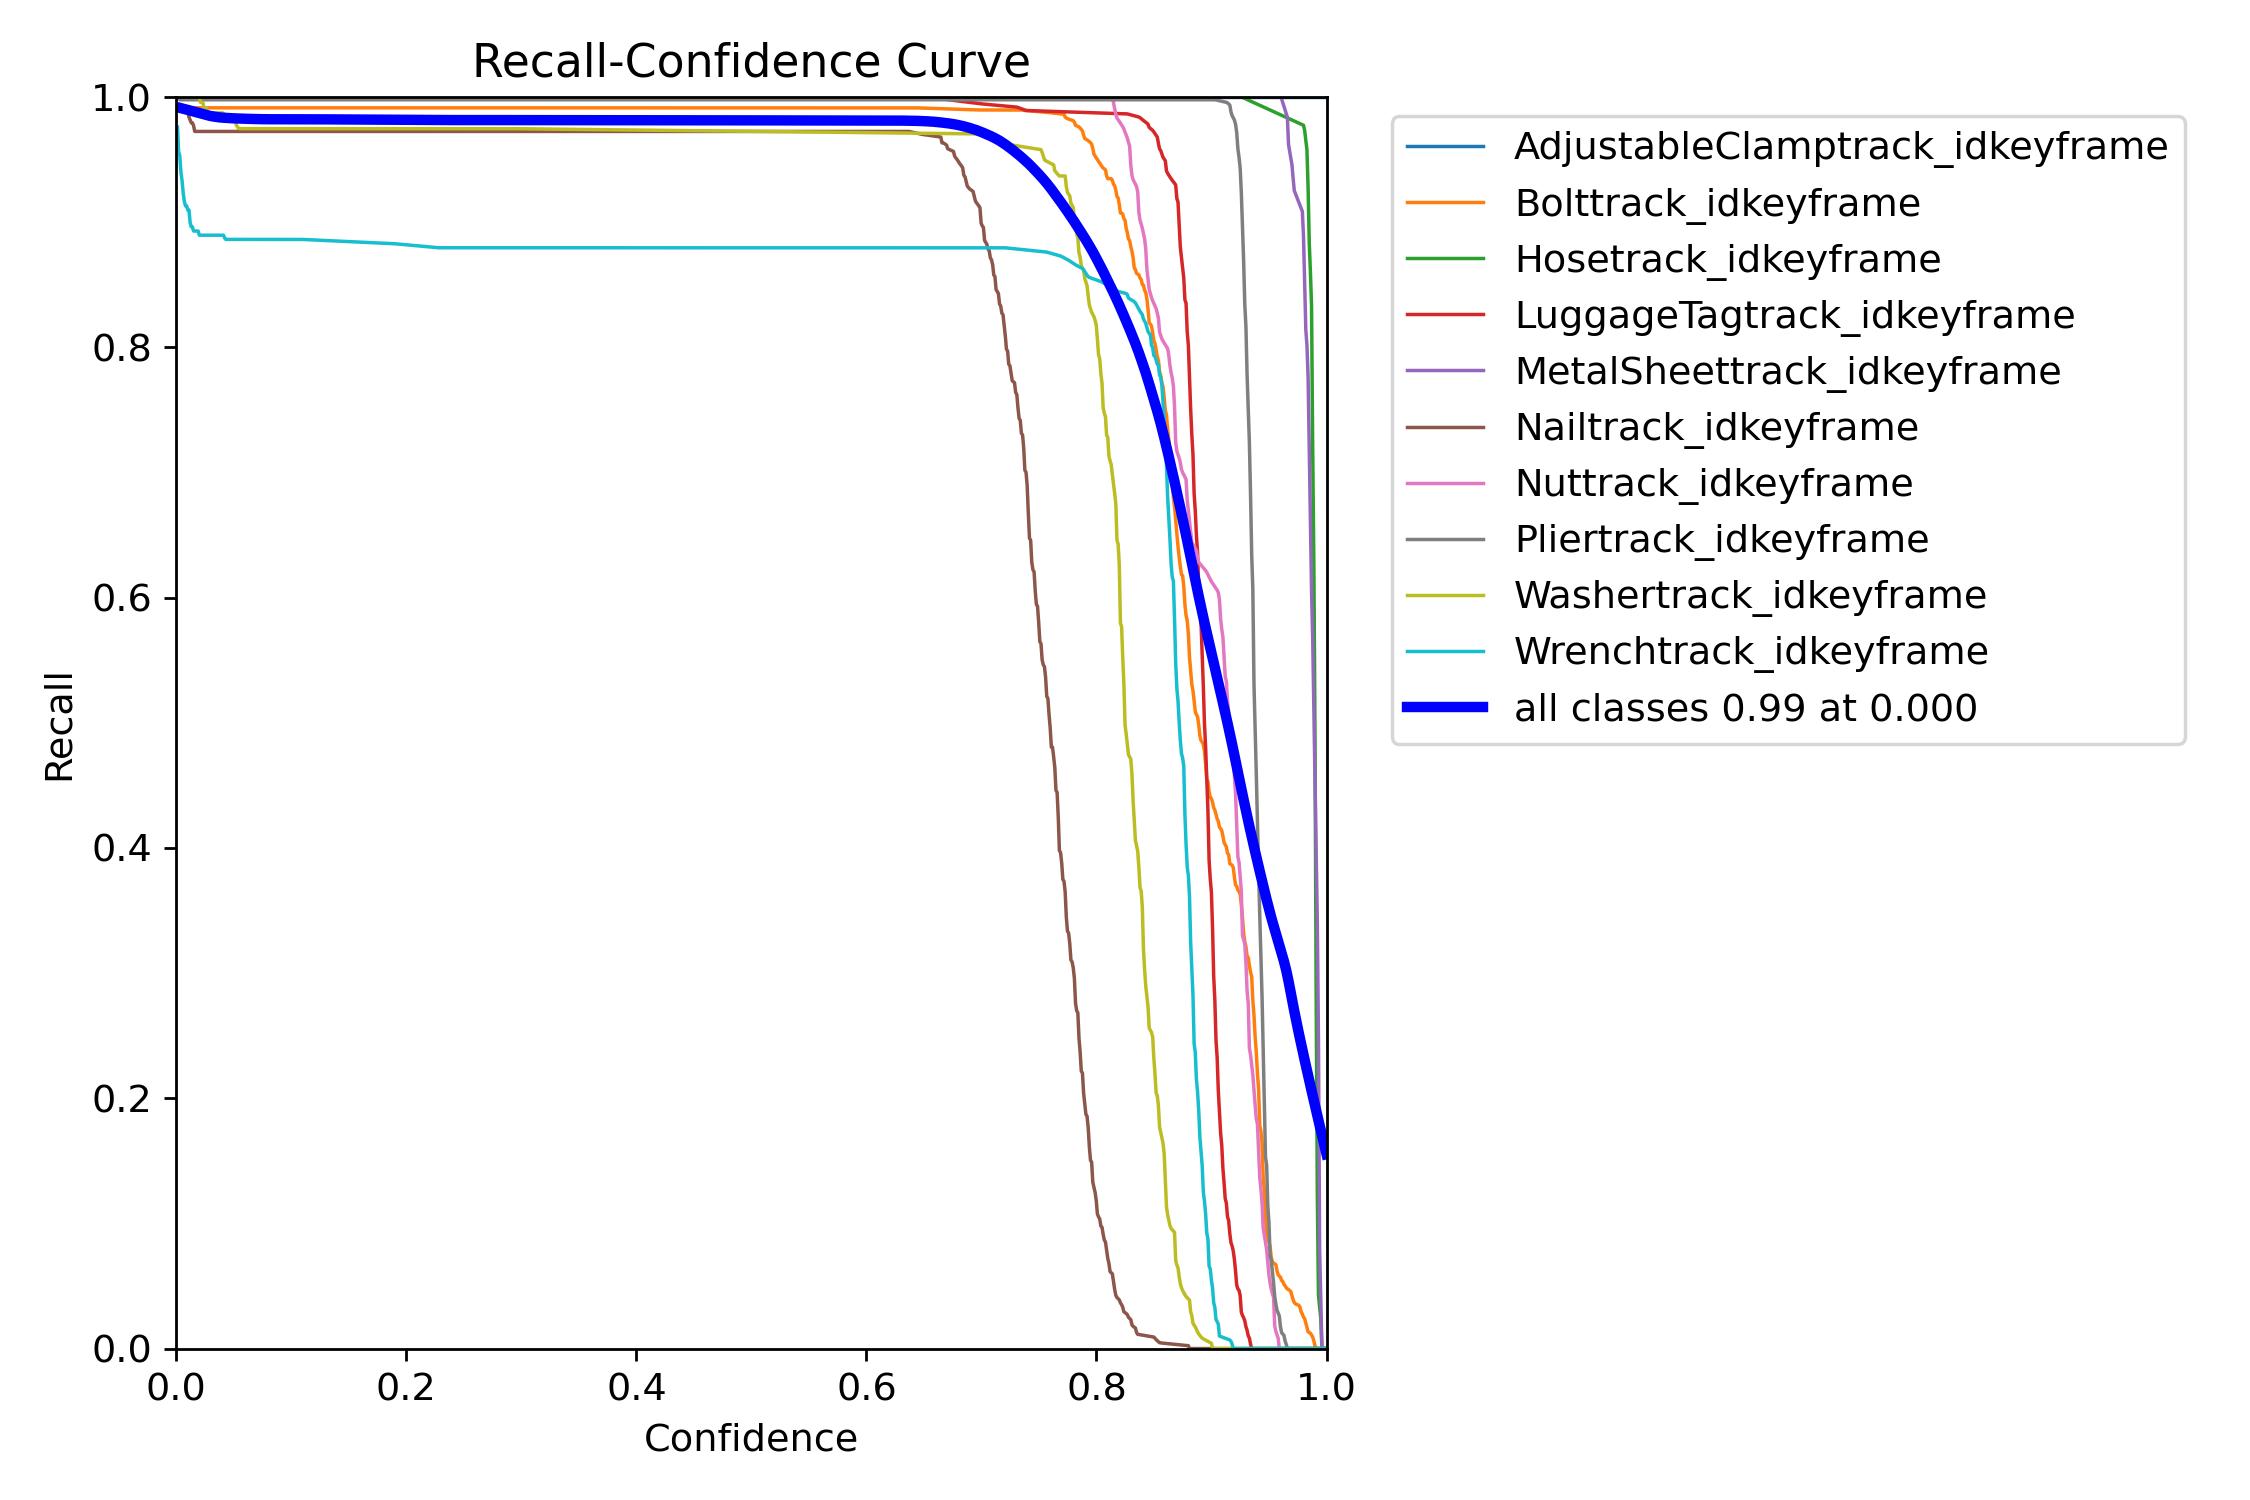 Recall-Confidence Curve
1.0
0.8
0.6
0.4
0.2
0.0
Recall
0.0 0.2 0.4 0.6 0.8 1.0
Confidence
AdjustableClamptrack_idkeyframe
Bolttrack_idkeyframe
Hosetrack_idkeyframe
LuggageTagtrack_idkeyframe
MetalSheettrack_idkeyframe
Nailtrack_idkeyframe
Nuttrack_idkeyframe
Pliertrack_idkeyframe
Washertrack_idkeyframe
Wrenchtrack_idkeyframe
all classes 0.99 at 0.000